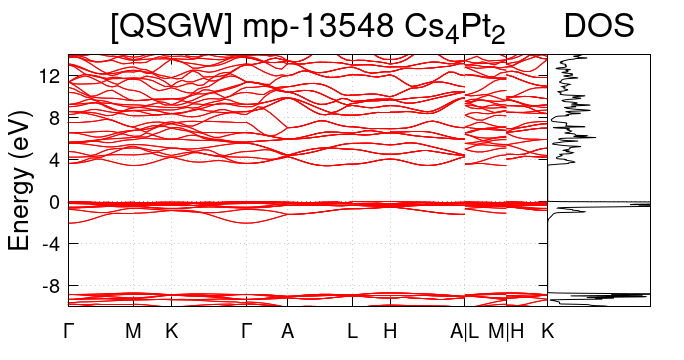 [QSGW] mp-13548 Cs4Pt2 DOS
Energy (eV)
12
8
4
0
-4
-8
Γ M K Γ A L H A|L M|H K